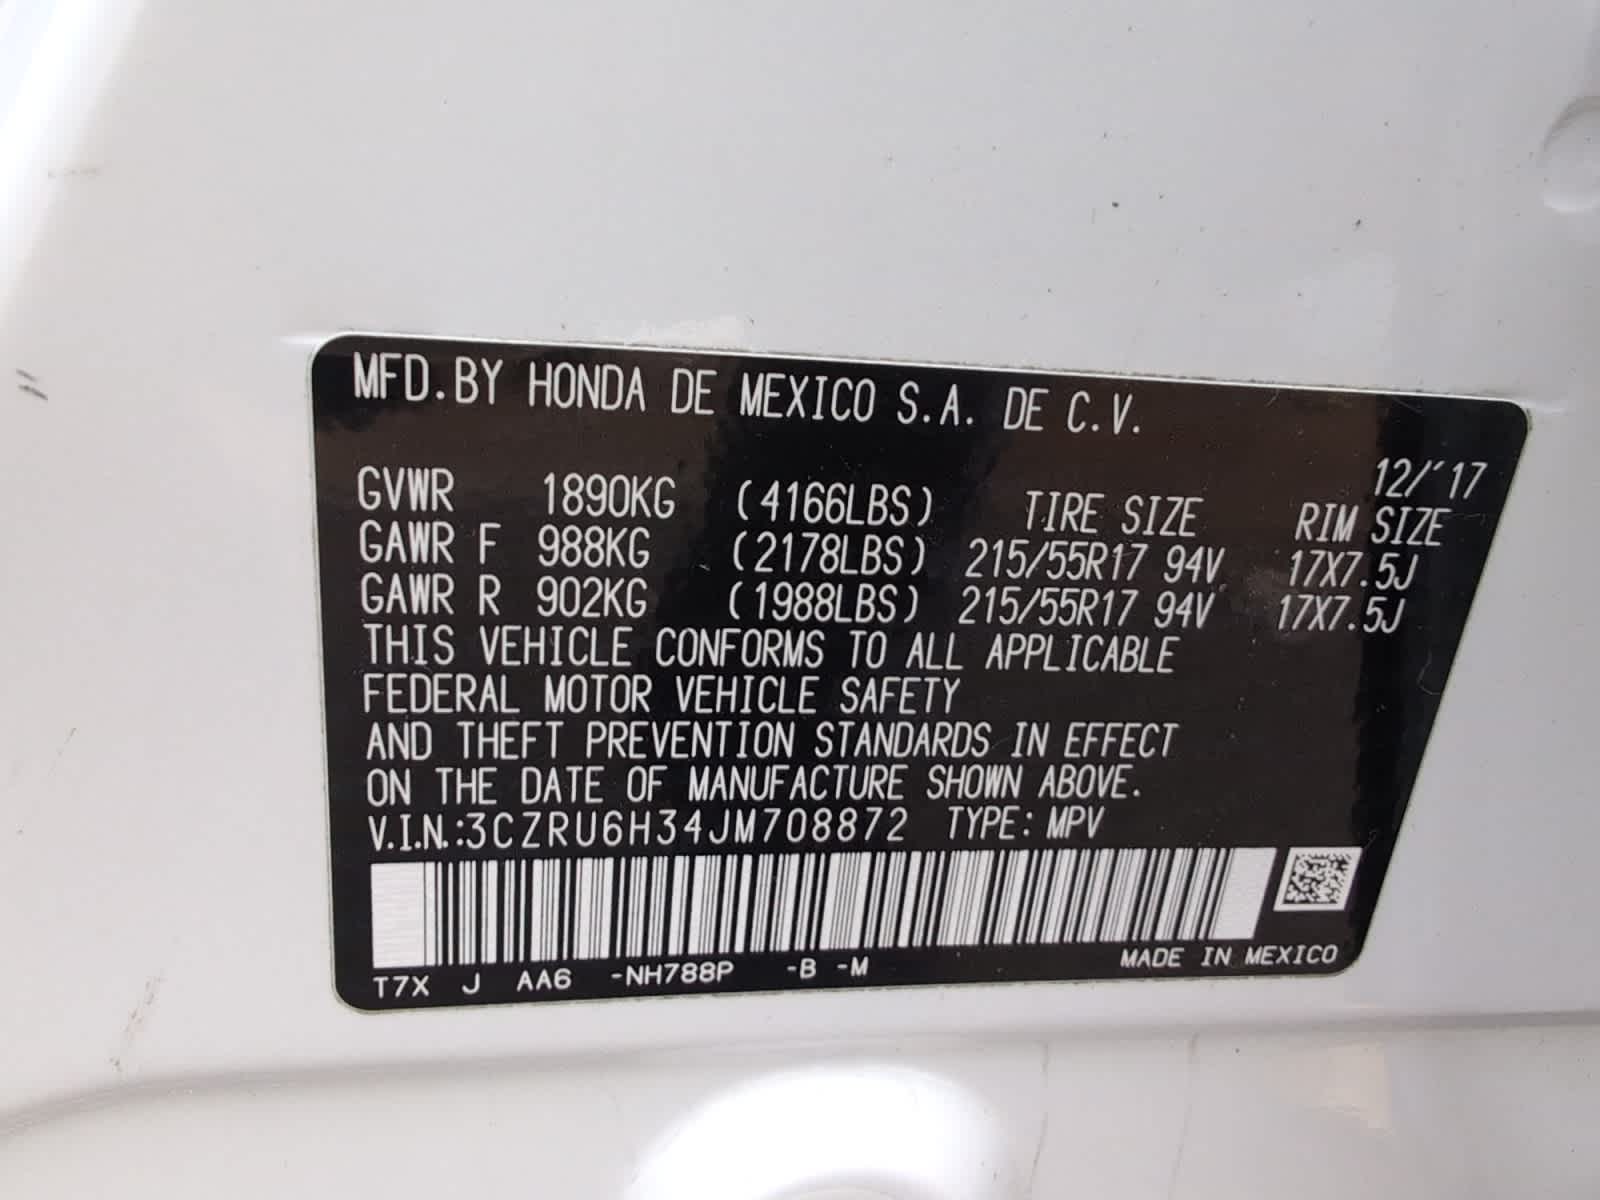 MFD.BY HONDA DE MEXICO S.A. DE C.V.
12/'17
GVWR 1890KG (4166LBS) TIRE SIZE RIM SIZE
GAWR F 988KG (2178LBS) 215/55R17 94V 17X7.5J
GAWR R 902KG (1988LBS) 215/55R17 94V 17X7.5J
THIS VEHICLE CONFORMS TO ALL APPLICABLE
FEDERAL MOTOR VEHICLE SAFETY
AND THEFT PREVENTION STANDARDS IN EFFECT
ON THE DATE OF MANUFACTURE SHOWN ABOVE.
V.I.N.:3CZRU6H34JM708872 TYPE: MPV
T7X J AA6 -NH788P -B -M MADE IN MEXICO